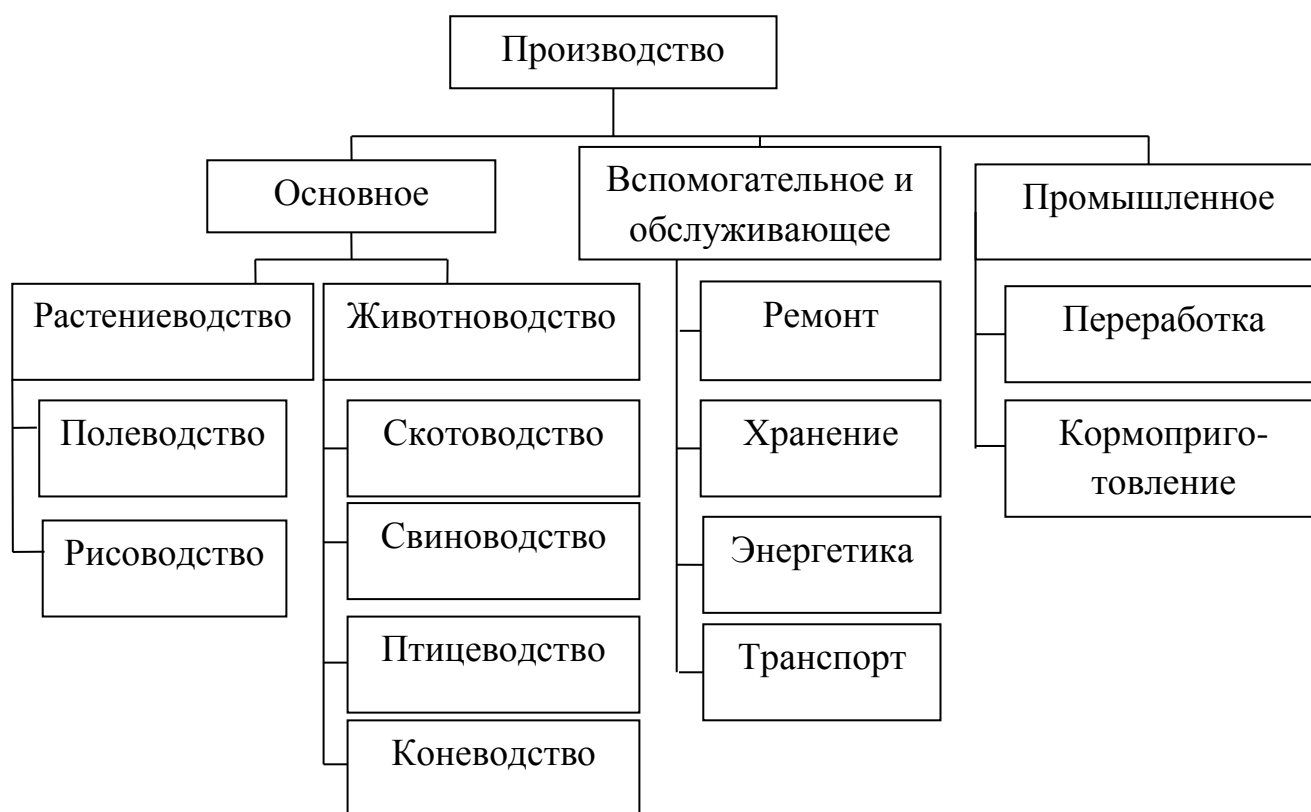 Производство
Основное
Вспомогательное и
обслуживающее
Промышленное
Растениеводство
Животноводство
Ремонт
Переработка
Полеводство
Скотоводство
Хранение
Кормоприго-
товление
Рисоводство
Свиноводство
Энергетика
Птицеводство
Транспорт
Коневодство